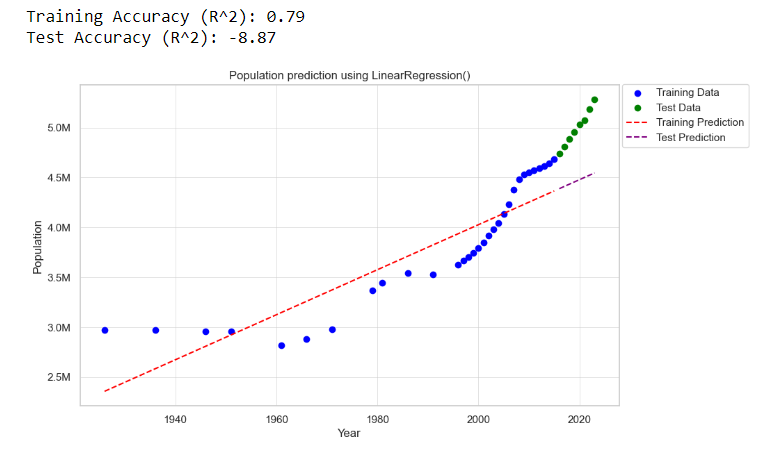 Training Accuracy (R^2): 0.79
Test Accuracy (R^2): -8.87
Population prediction using LinearRegression()
Training Data
Test Data
Training Prediction
Test Prediction
5.0M
4.5M
4.0M
3.5M
3.0M
2.5M
Population
1940 1960 1980 2000 2020
Year